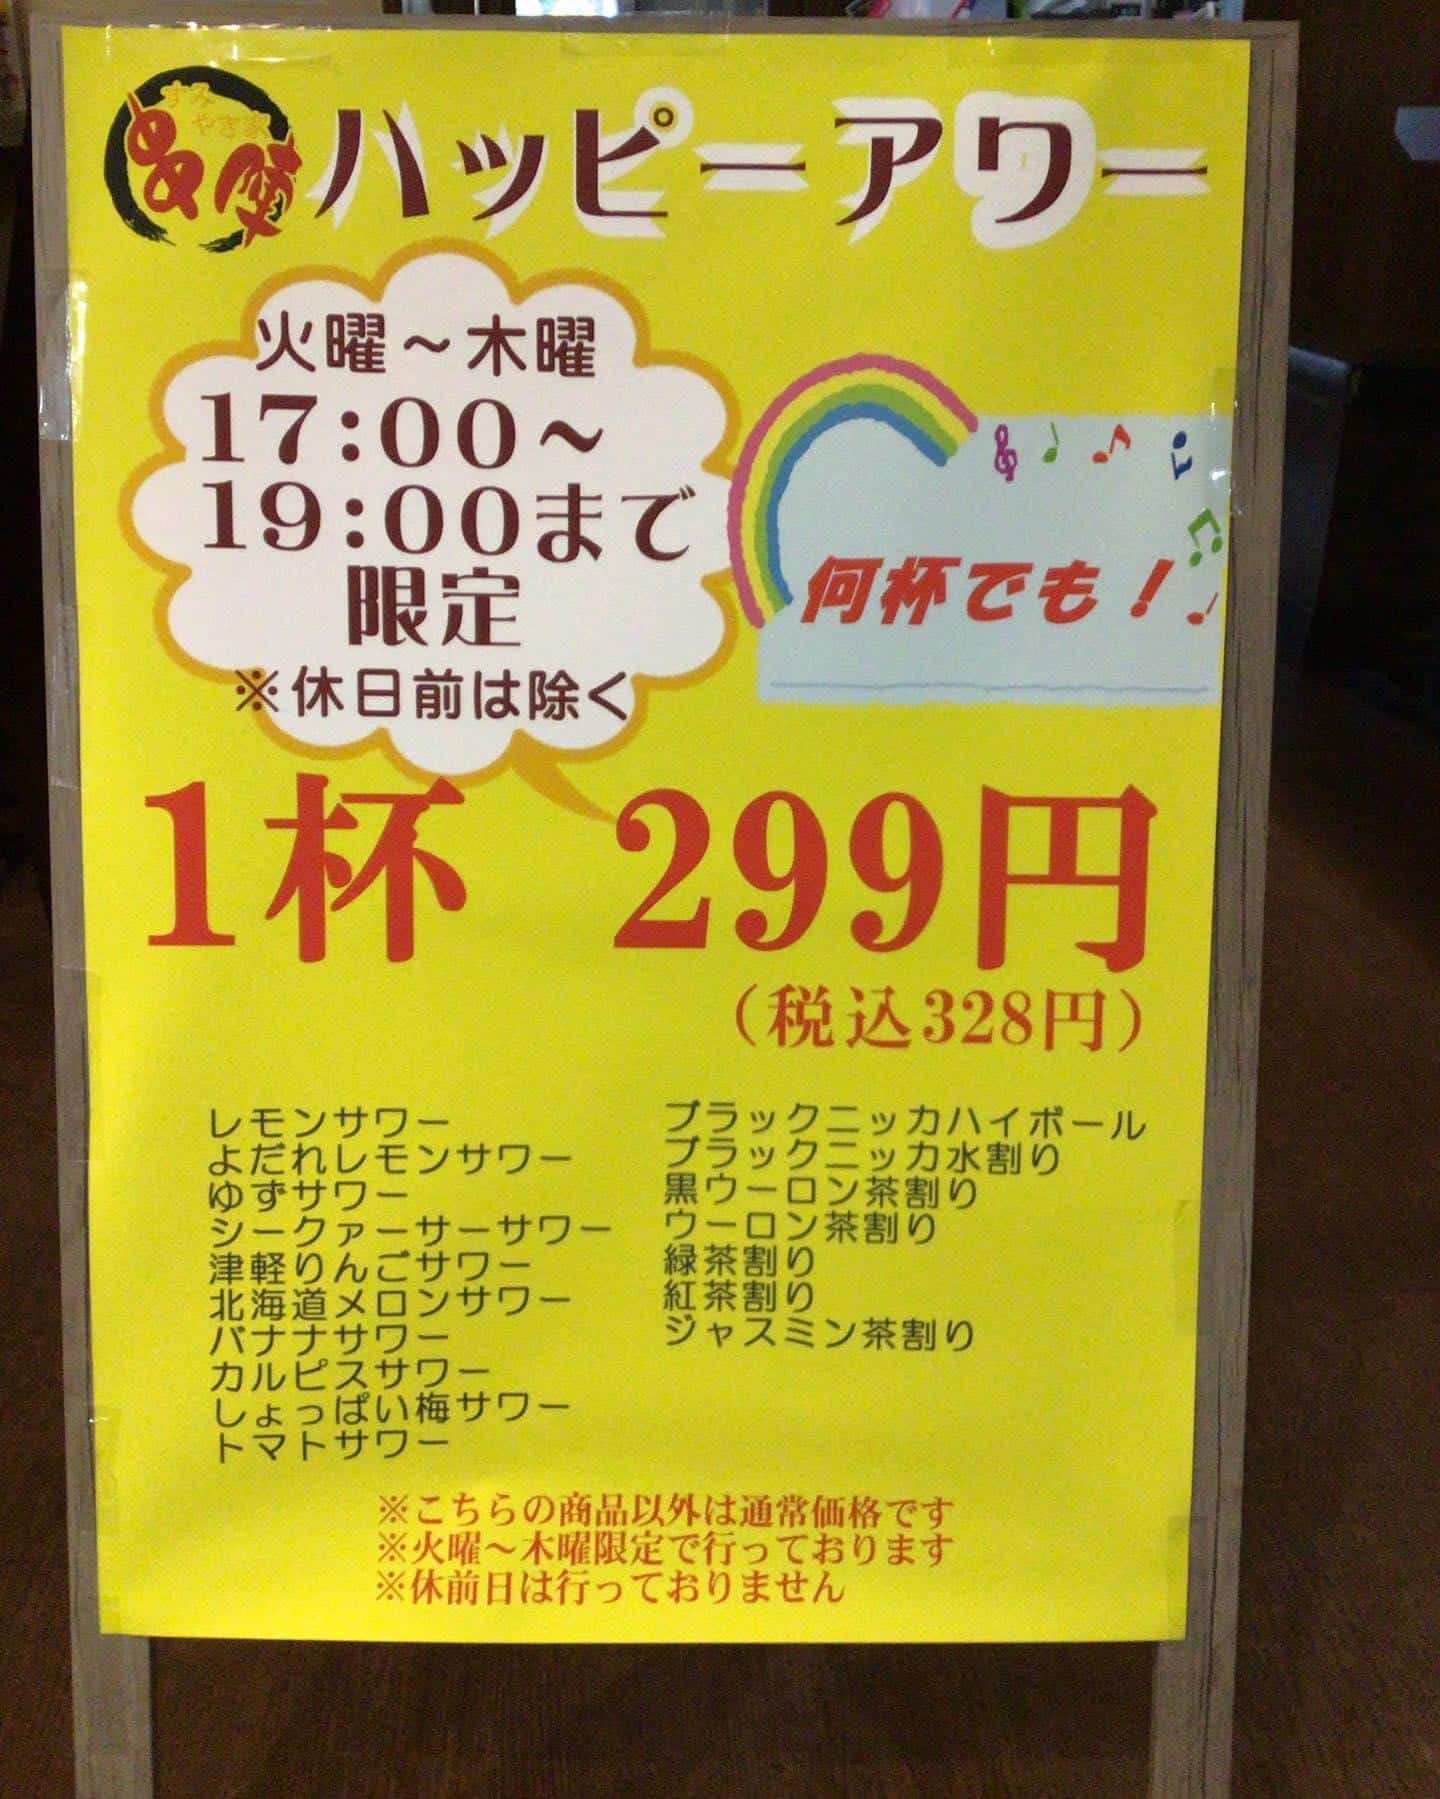 すみ
やき家
ハッピーアワー
火曜～木曜
17:00～
19:00まで
限定
※休日前は除く
何杯でも！
1杯 299円
（税込328円）
レモンサワー
よだれレモンサワー
ゆずサワー
シークァーサーサワー
津軽りんごサワー
北海道メロンサワー
バナナサワー
カルピスサワー
しょっぱい梅サワー
トマトサワー
ブラックニッカハイボール
ブラックニッカ水割り
黒ウーロン茶割り
ウーロン茶割り
緑茶割り
紅茶割り
ジャスミン茶割り
※こちらの商品以外は通常価格です
※火曜～木曜限定で行っております
※休前日は行っておりません